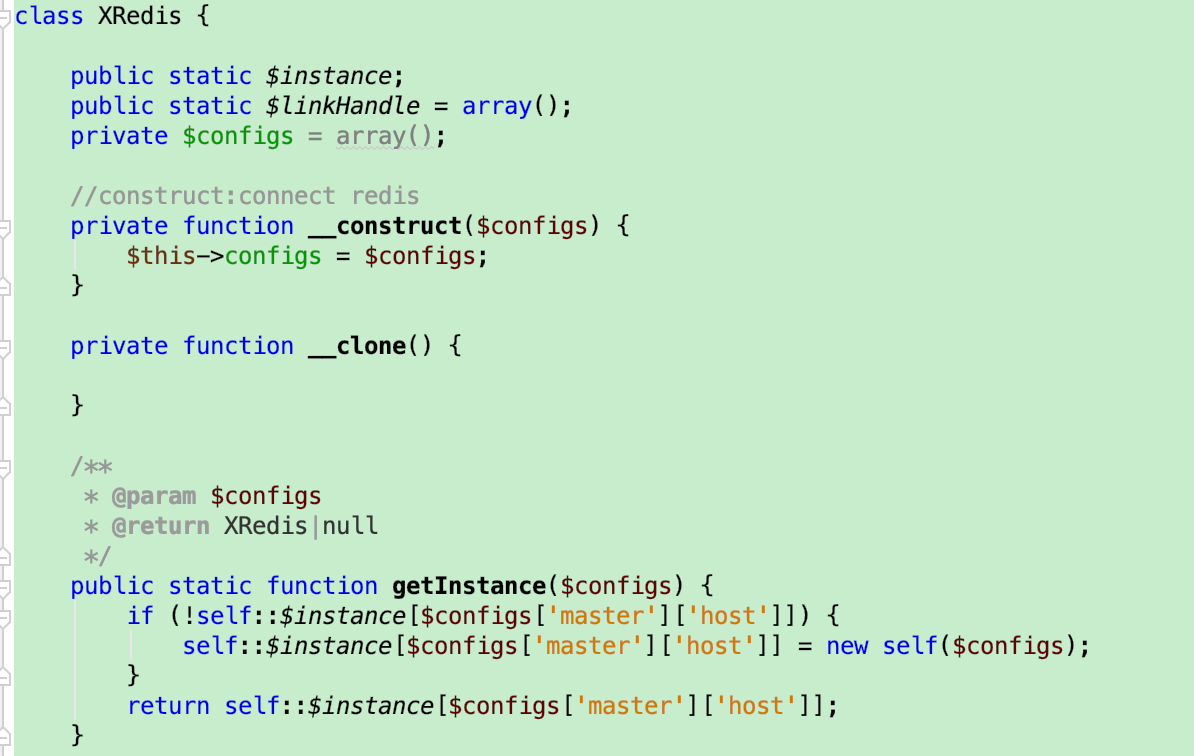 class XRedis {
public static $instance;
public static $linkHandle = array();
private $configs = array();
//construct:connect redis
private function __construct($configs) {
$this->configs = $configs;
}
private function __clone() {
}
/**
* @param $configs
* @return XRedis|null
*/
public static function getInstance($configs) {
if (!self::$instance[$configs['master']['host']]) {
self::$instance[$configs['master']['host']] = new self($configs);
}
return self::$instance[$configs['master']['host']];
}